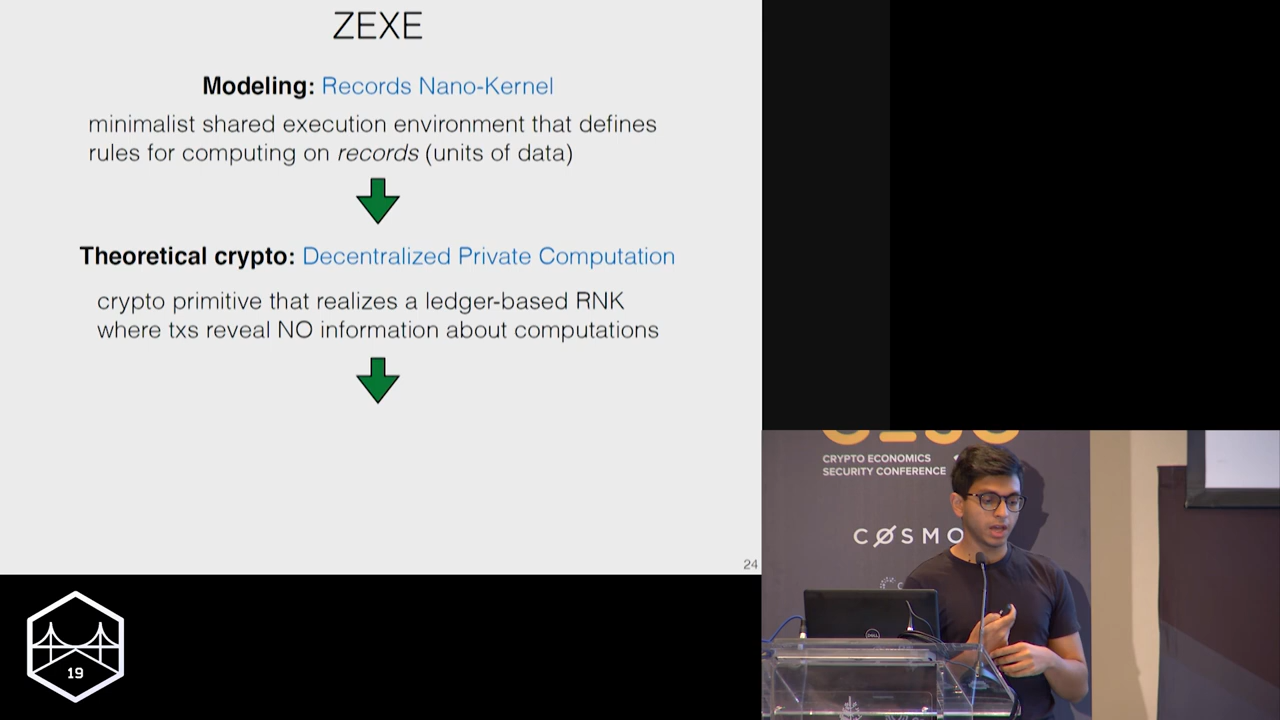 ZEXE
Modeling: Records Nano-Kernel
minimalist shared execution environment that defines
rules for computing on records (units of data)
Theoretical crypto: Decentralized Private Computation
crypto primitive that realizes a ledger-based RNK
where txs reveal NO information about computations
24
CRYPTO ECONOMICS
SECURITY CONFERENCE
CØSMO
DELL
19